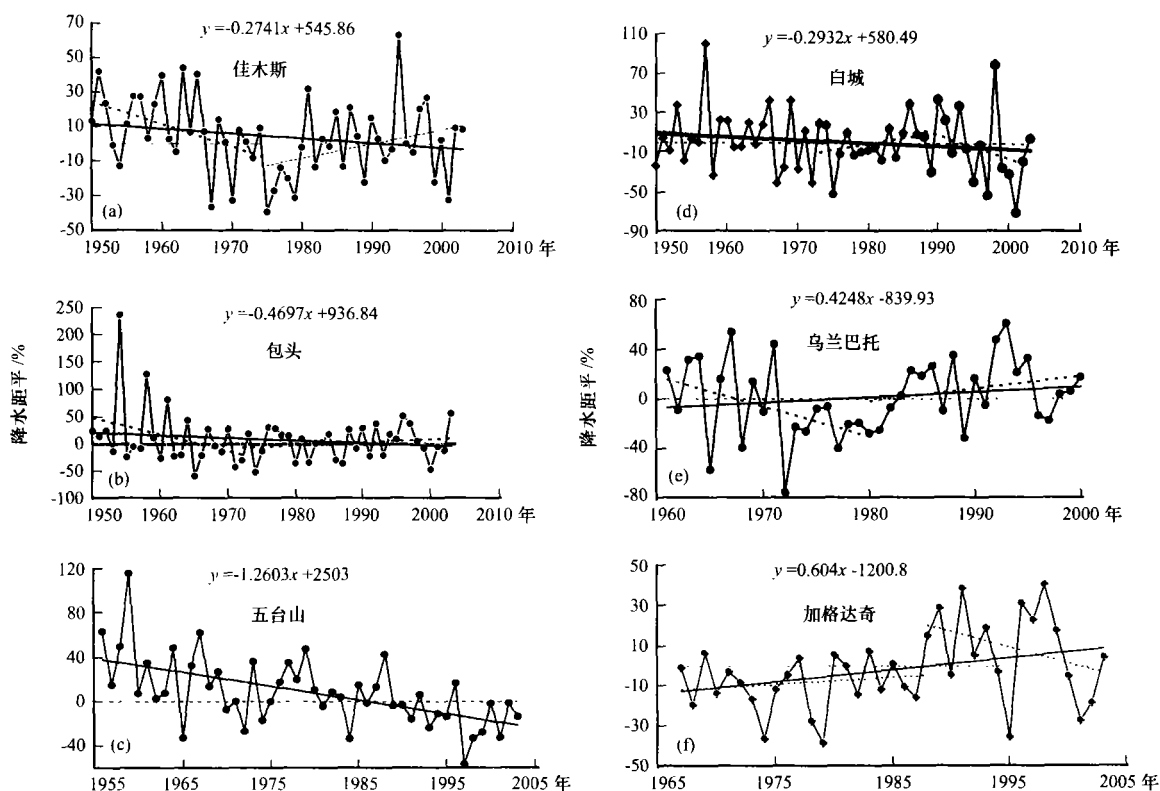 y=-0.2741x +545.86
佳木斯
70
50
30
10
-10
-30
-50
(a)
1950 1960 1970 1980 1990 2000 2010 年
y=-0.2932x +580.49
白城
110
70
30
-10
-50
-90
(d)
1950 1960 1970 1980 1990 2000 2010 年
y=-0.4697x +936.84
包头
250
200
150
100
50
0
-50
-100
降水距平/%
(b)
1950 1960 1970 1980 1990 2000 2010 年
y=0.4248x -839.93
乌兰巴托
80
40
0
-40
-80
降水距平/%
(e)
1960 1970 1980 1990 2000 年
y=-1.2603x +2503
五台山
120
80
40
0
-40
(c)
1955 1965 1975 1985 1995 2005 年
y=0.604x -1200.8
加格达奇
50
30
10
-10
-30
-50
(f)
1965 1975 1985 1995 2005 年